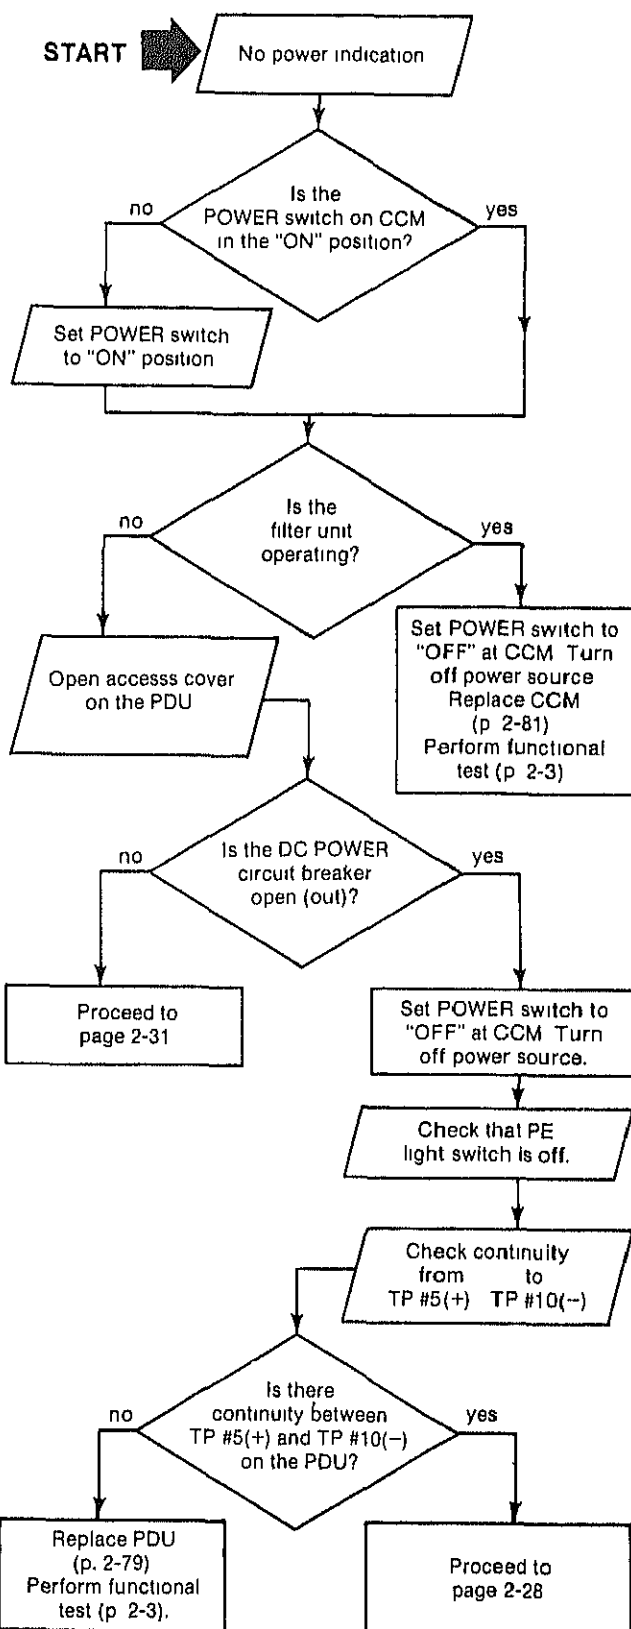 START
No power indication
Is the
POWER switch on CCM
in the "ON" position?
no
yes
Set POWER switch
to "ON" position
Is the
filter unit
operating?
no
yes
Open accesss cover
on the PDU
Set POWER switch to
"OFF" at CCM Turn
off power source
Replace CCM
(p 2-81)
Perform functional
test (p 2-3)
Is the DC POWER
circuit breaker
open (out)?
no
yes
Proceed to
page 2-31
Set POWER switch to
"OFF" at CCM Turn
off power source.
Check that PE
light switch is off.
Check continuity
from to
TP #5(+) TP #10(−)
Is there
continuity between
TP #5(+) and TP #10(−)
on the PDU?
no
yes
Replace PDU
(p. 2-79)
Perform functional
test (p 2-3).
Proceed to
page 2-28